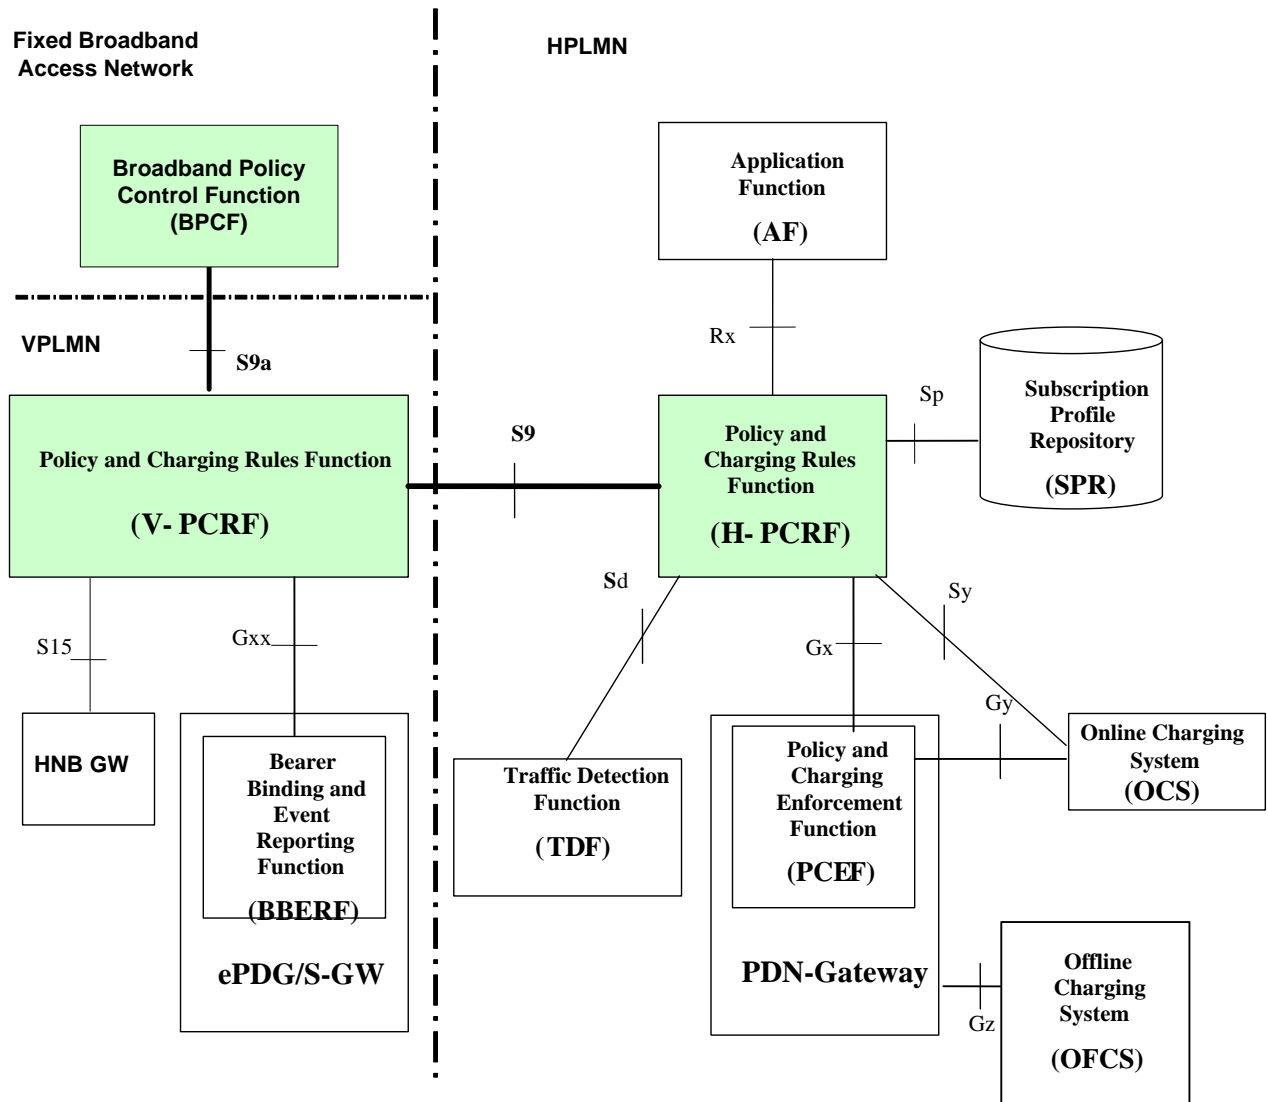 Fixed Broadband
Access Network
HPLMN
Broadband Policy
Control Function
(BPCF)
Application
Function
(AF)
VPLMN
S9a
Rx
Policy and Charging Rules Function
(V- PCRF)
S9
Policy and
Charging Rules
Function
(H- PCRF)
Sp
Subscription
Profile
Repository
(SPR)
S15
Gxx
Sd
Gx
Sy
Gy
HNB GW
Bearer
Binding and
Event
Reporting
Function
(BBERF)
ePDG/S-GW
Traffic Detection
Function
(TDF)
Policy and
Charging
Enforcement
Function
(PCEF)
PDN-Gateway
Online Charging
System
(OCS)
Gz
Offline
Charging
System
(OFCS)